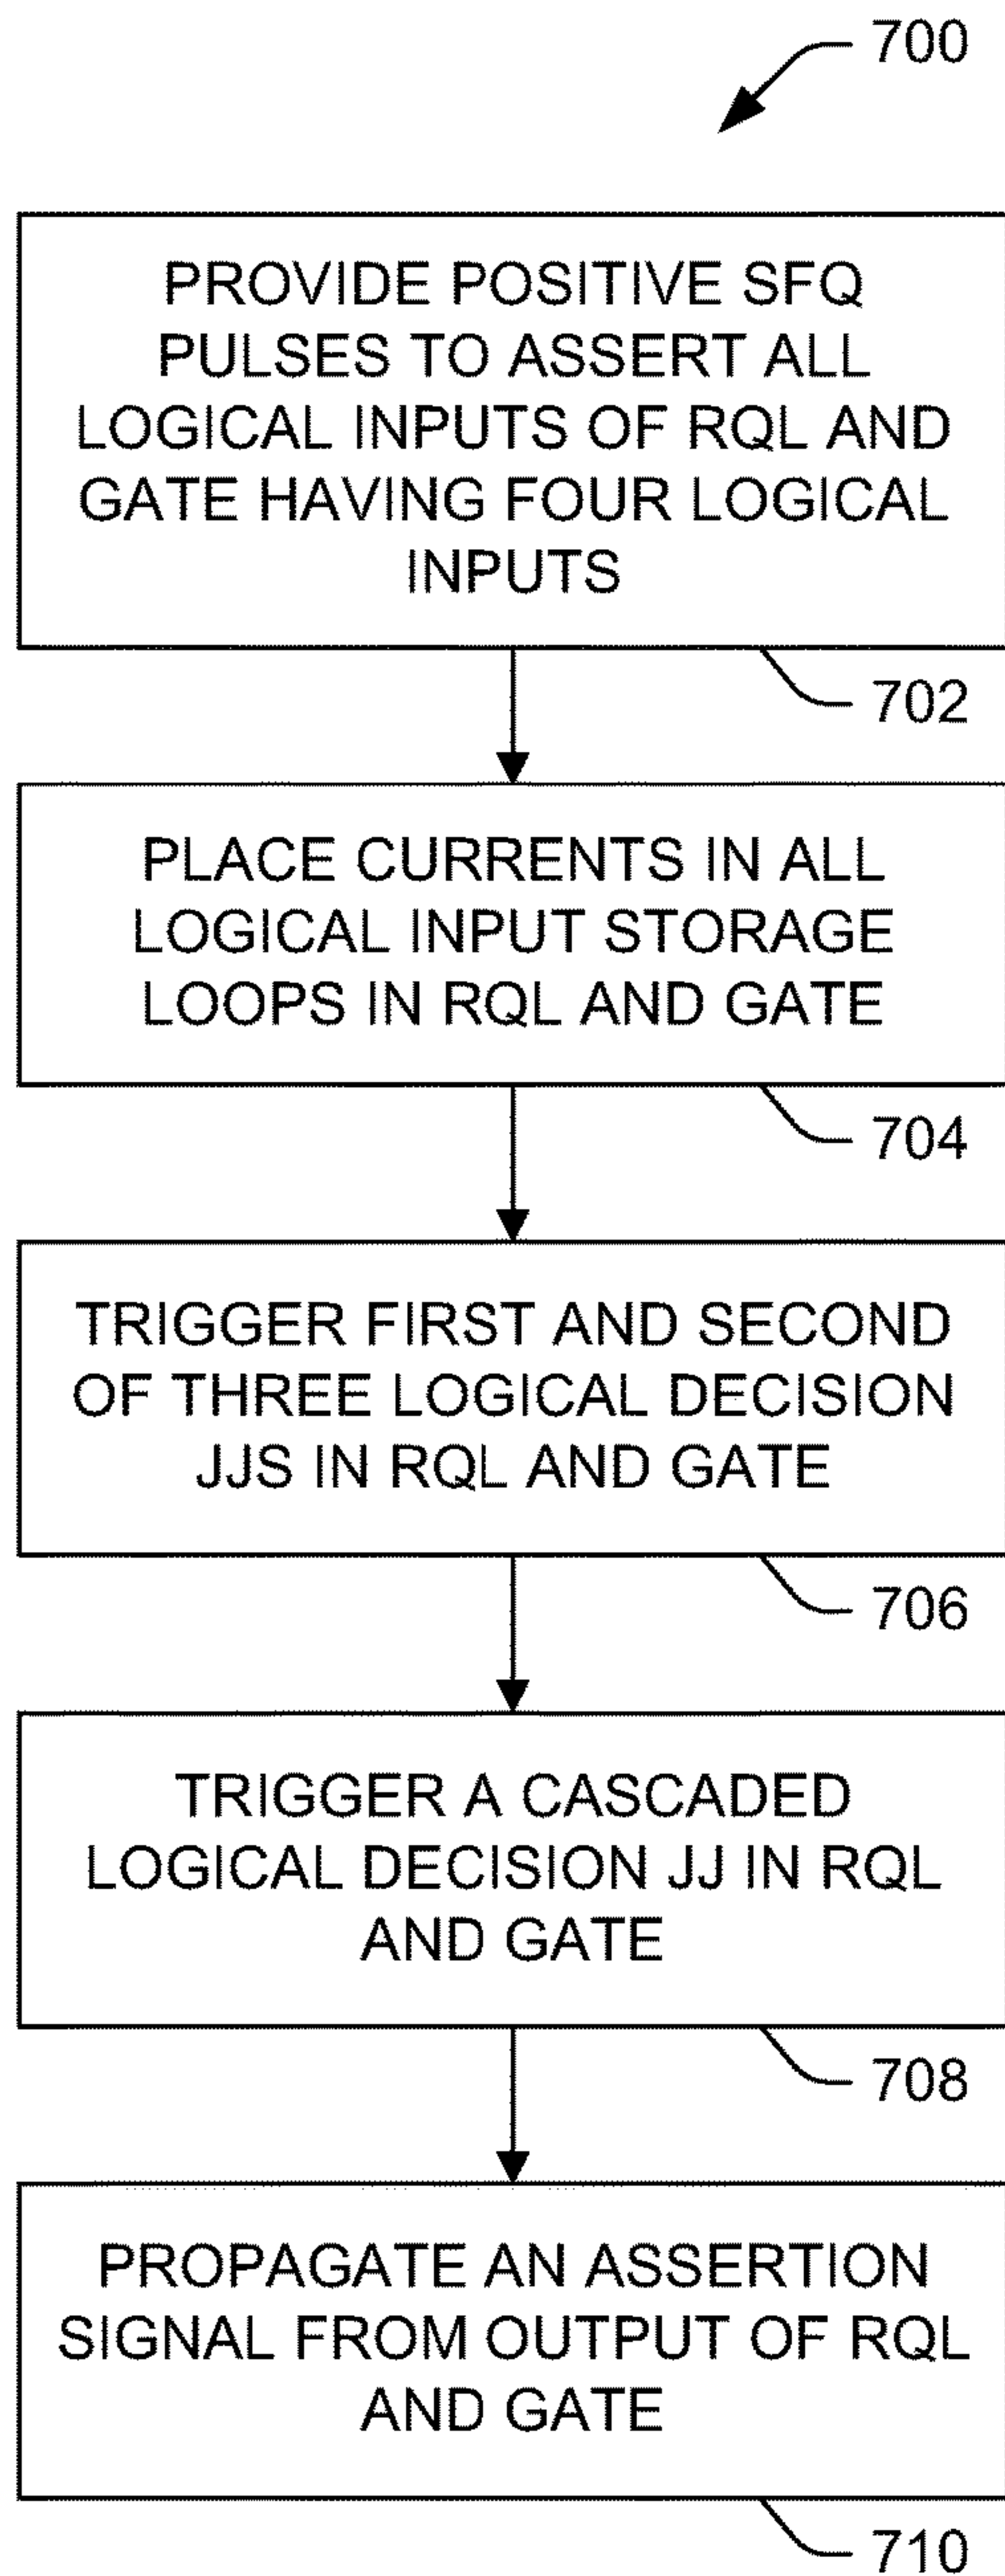 700
PROVIDE POSITIVE SFQ
PULSES TO ASSERT ALL
LOGICAL INPUTS OF RQL AND
GATE HAVING FOUR LOGICAL
INPUTS
702
PLACE CURRENTS IN ALL
LOGICAL INPUT STORAGE
LOOPS IN RQL AND GATE
704
TRIGGER FIRST AND SECOND
OF THREE LOGICAL DECISION
JJS IN RQL AND GATE
706
TRIGGER A CASCADED
LOGICAL DECISION JJ IN RQL
AND GATE
708
PROPAGATE AN ASSERTION
SIGNAL FROM OUTPUT OF RQL
AND GATE
710